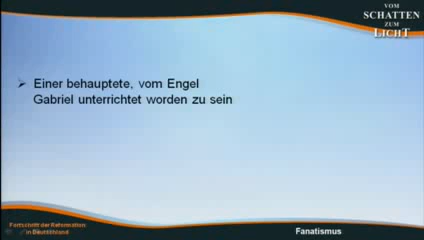 VOM
SCHATTEN
ZUM
LICHT
Einer behauptete, vom Engel
Gabriel unterrichtet worden zu sein
Fortschritt der Reformation
in Deutschland
Fanatismus